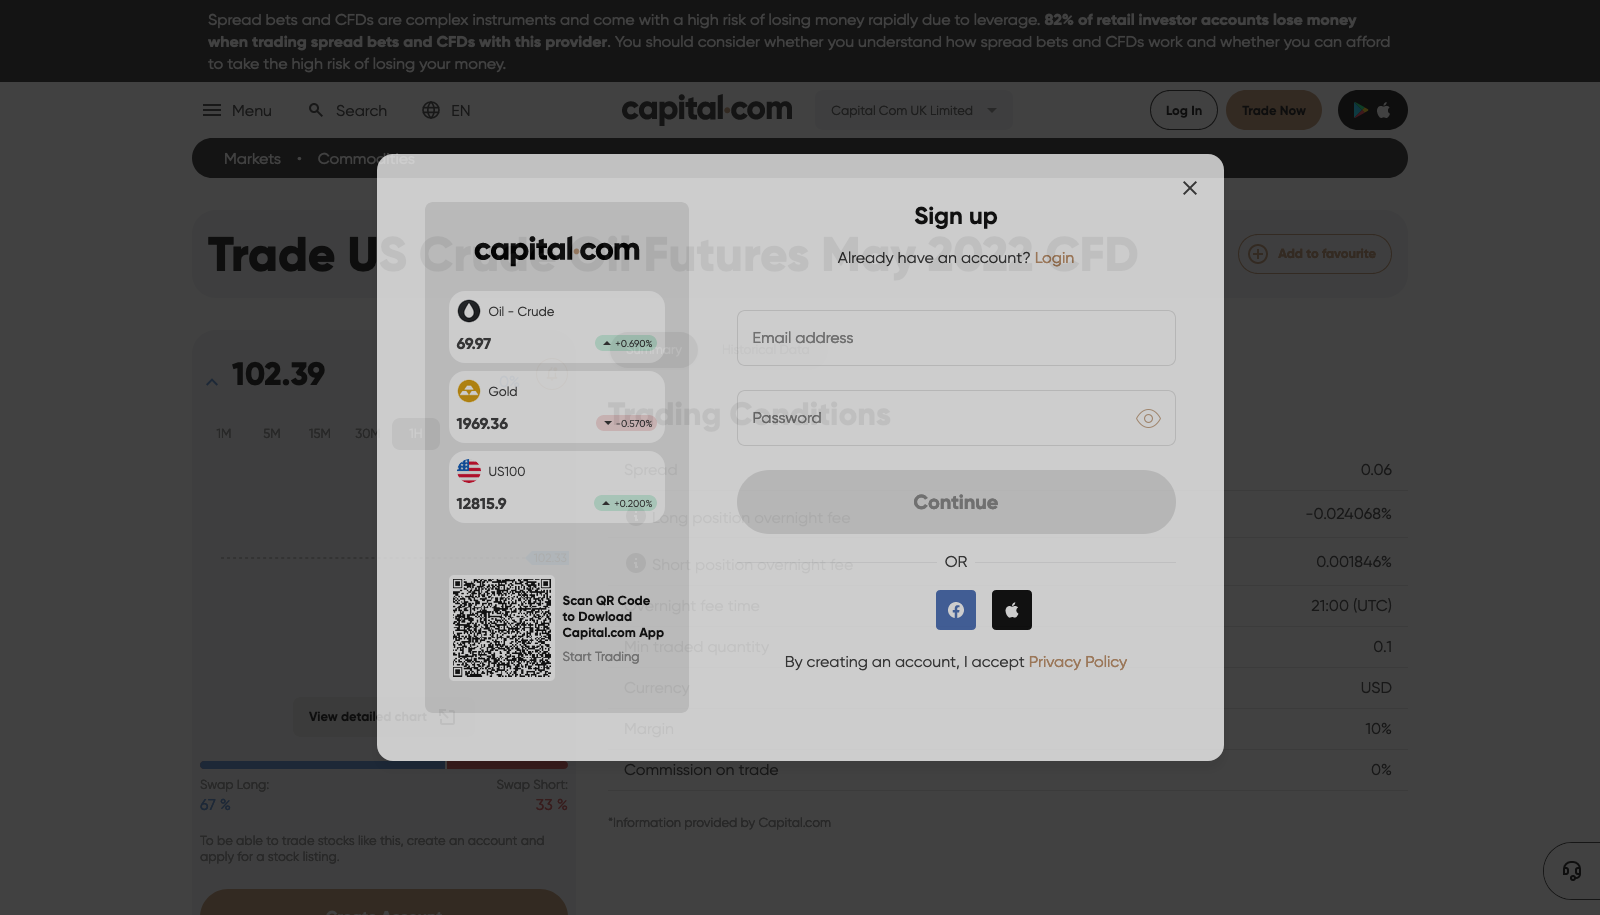 Spread bets and CFDs are complex instruments and come with a high risk of losing money rapidly due to leverage. 82% of retail investor accounts lose money
when trading spread bets and CFDs with this provider. You should consider whether you understand how spread bets and CFDs work and whether you can afford
to take the high risk of losing your money.
Menu
Search
EN
capital.com
Capital Com UK Limited
Log In
Trade Now
Markets • Commodities
Trade US Crude Oil Futures May 2022 CFD
Add to favourite
102.39
1M 5M 15M 30M 1H
102.33
View detailed chart
Swap Long:
Swap Short:
67 %
33 %
To be able to trade stocks like this, create an account and
apply for a stock listing.
Create Account
Summary
Historical Data
Trading Conditions
Spread 0.06
Long position overnight fee -0.024068%
Short position overnight fee 0.001846%
Overnight fee time 21:00 (UTC)
Min traded quantity 0.1
Currency USD
Margin 10%
Commission on trade 0%
*Information provided by Capital.com
capital.com
Oil - Crude
69.97
+0.690%
Gold
1969.36
-0.570%
US100
12815.9
+0.200%
Scan QR Code
to Dowload
Capital.com App
Start Trading
Sign up
Already have an account? Login
Email address
Password
Continue
OR
By creating an account, I accept Privacy Policy